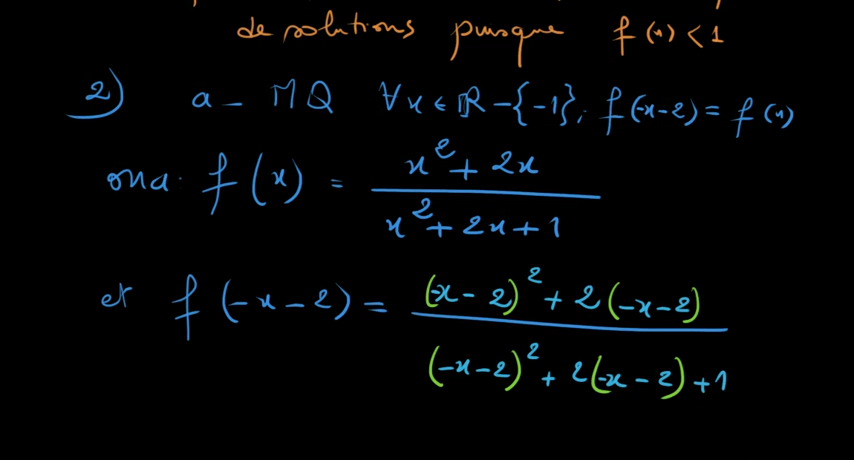 de solutions puisque f(x) < 1
2) a - MQ ∀x ∈ ℝ - {-1}; f(-x-2) = f(x)
ona: f(x) = (x² + 2x) / (x² + 2x + 1)
et f(-x-2) = ((-x-2)² + 2(-x-2)) / ((-x-2)² + 2(-x-2) + 1)